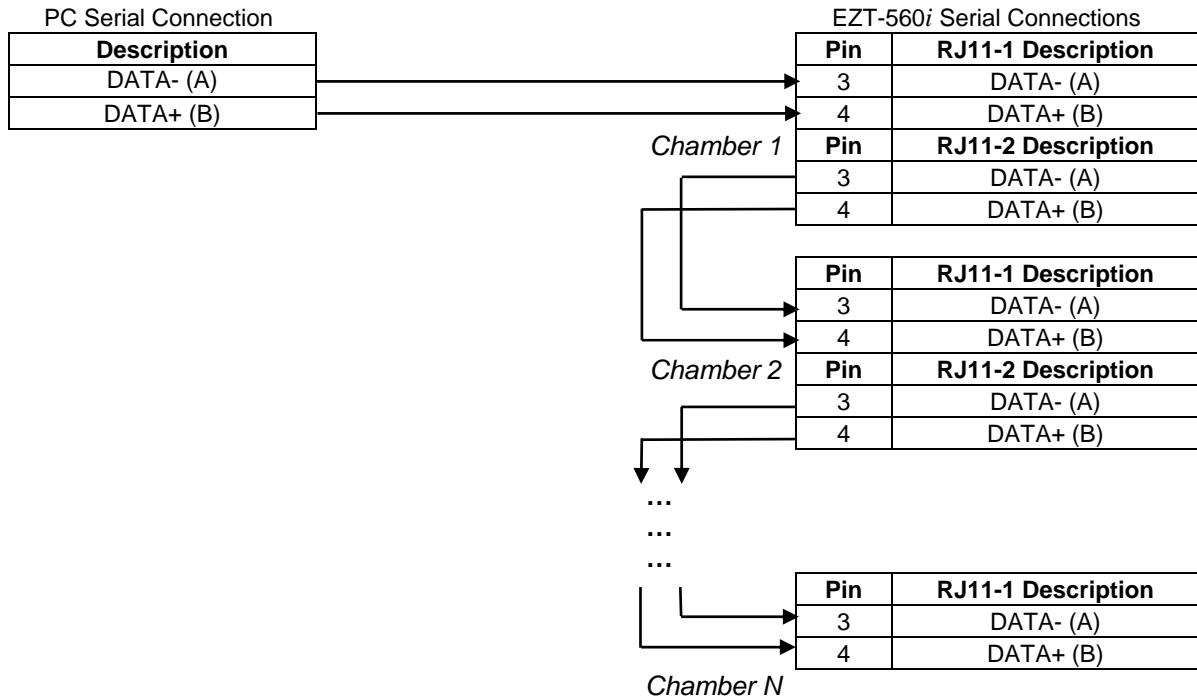 PC Serial Connection
Description
DATA- (A)
DATA+ (B)
EZT-560i Serial Connections
Pin RJ11-1 Description
3 DATA- (A)
4 DATA+ (B)
Chamber 1
Pin RJ11-2 Description
3 DATA- (A)
4 DATA+ (B)
Pin RJ11-1 Description
3 DATA- (A)
4 DATA+ (B)
Chamber 2
Pin RJ11-2 Description
3 DATA- (A)
4 DATA+ (B)
…
…
…
Pin RJ11-1 Description
3 DATA- (A)
4 DATA+ (B)
Chamber N